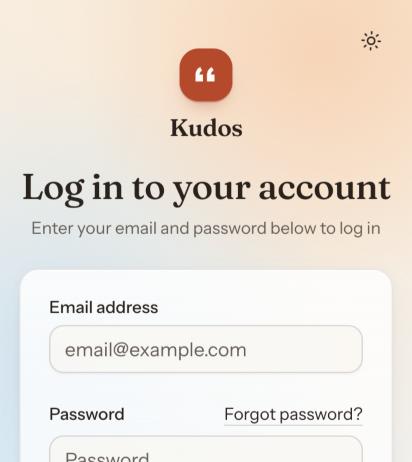 Kudos
Log in to your account
Enter your email and password below to log in
Email address
email@example.com
Password Forgot password?
Password